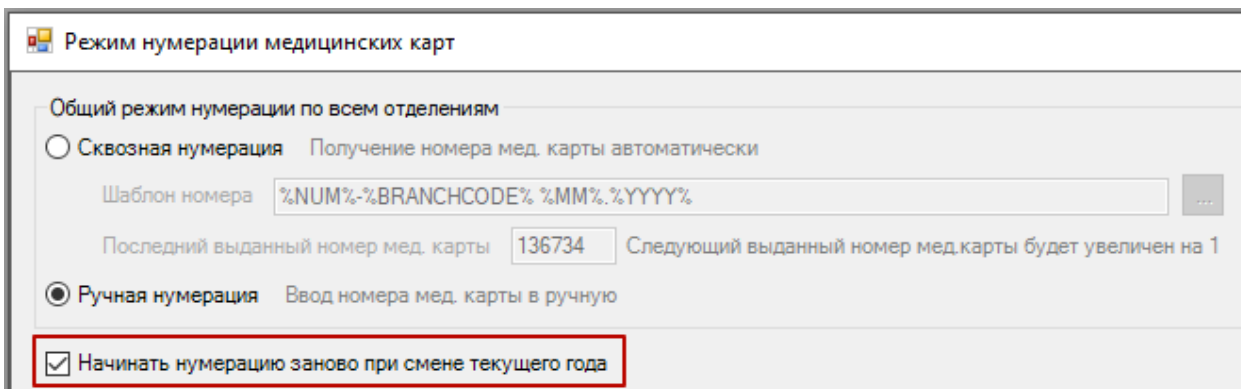 Режим нумерации медицинских карт
Общий режим нумерации по всем отделениям
Сквозная нумерация Получение номера мед. карты автоматически
Шаблон номера %NUM%-%BRANCHCODE% %MM%.%YYYY% ...
Последний выданный номер мед. карты 136734 Следующий выданный номер мед.карты будет увеличен на 1
Ручная нумерация Ввод номера мед. карты в ручную
Начинать нумерацию заново при смене текущего года